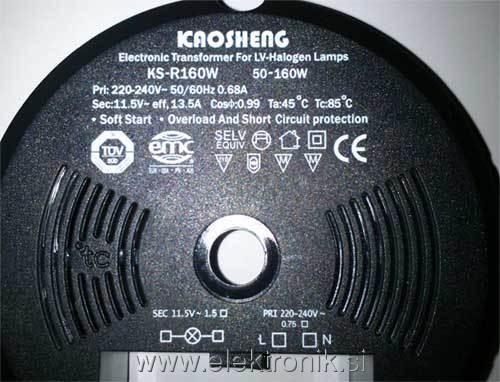 KAOSHENG
Electronic Transformer For LV-Halogen Lamps
KS-R160W 50-160W
Pri: 220-240V~ 50/60Hz 0.68A
Sec:11.5V~ eff, 13.5A Cosϕ:0.99 Ta:45°C Tc:85°C
• Soft Start • Overload And Short Circuit protection
TÜV
emc
SELV
EQUIV.
CE
°tc
SEC 11.5V~ 1.5 □
PRI 220-240V~
0.75 □
Ł N
www.elektronik.si